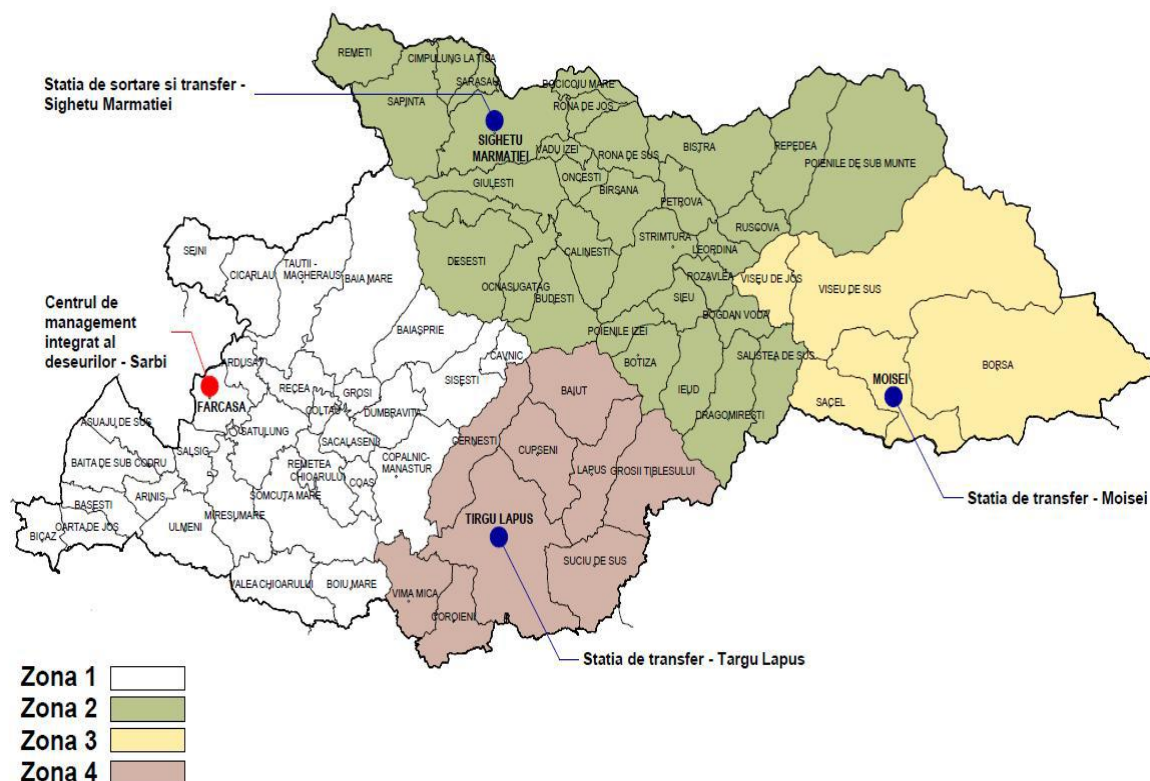 REMETI
CIMPULUNG LA TISA
SARASAU
Statia de sortare si transfer -
Sighetu Marmatiei
BOCICOJU MARE
SAPINTA
RONA DE JOS
SIGHETU
MARMATIEI
VADU IZEI
RONA DE SUS
BISTRA
REPEDEA
POIENILE DE SUB MUNTE
ONCESTI
GIULESTI
BIRSANA
PETROVA
RUSCOVA
STRIMTURA
LEORDINA
SEINI
CICARLAU
TAUTII -
MAGHERAUS
BAIA MARE
DESESTI
CALINESTI
OCNASUGATAG
BUDESTI
ROZAVLEA
VISEU DE JOS
VISEU DE SUS
SIEU
BOGDAN VODA
Centrul de
management
integrat al
deseurilor - Sarbi
BAIASPRIE
POIENILE IZEI
CAVNIC
SALISTEA DE SUS
BOTIZA
BORSA
ARDUSAT
SISESTI
MOISEI
RECEA
GROSI
BAIUT
IEUD
FARCASA
COLTAU
DUMBRAVITA
SACEL
DRAGOMIRESTI
ASUAJU DE SUS
SATULUNG
SACALASENI
CERNESTI
CUPSENI
SALSIG
COPALNIC-
MANASTUR
BAITA DE SUB CODRU
REMETEA
CHIOARULUI
LAPUS
GROSII TIBLESULUI
COAS
ARINIS
SOMCUTA MARE
BASESTI
MIRESUMARE
TIRGU LAPUS
Statia de transfer - Moisei
OARTA DE JOS
ULMENI
BICAZ
SUCIU DE SUS
VALEA CHIOARULUI
BOIU MARE
VIMA MICA
COROIENI
Statia de transfer - Targu Lapus
Zona 1
Zona 2
Zona 3
Zona 4